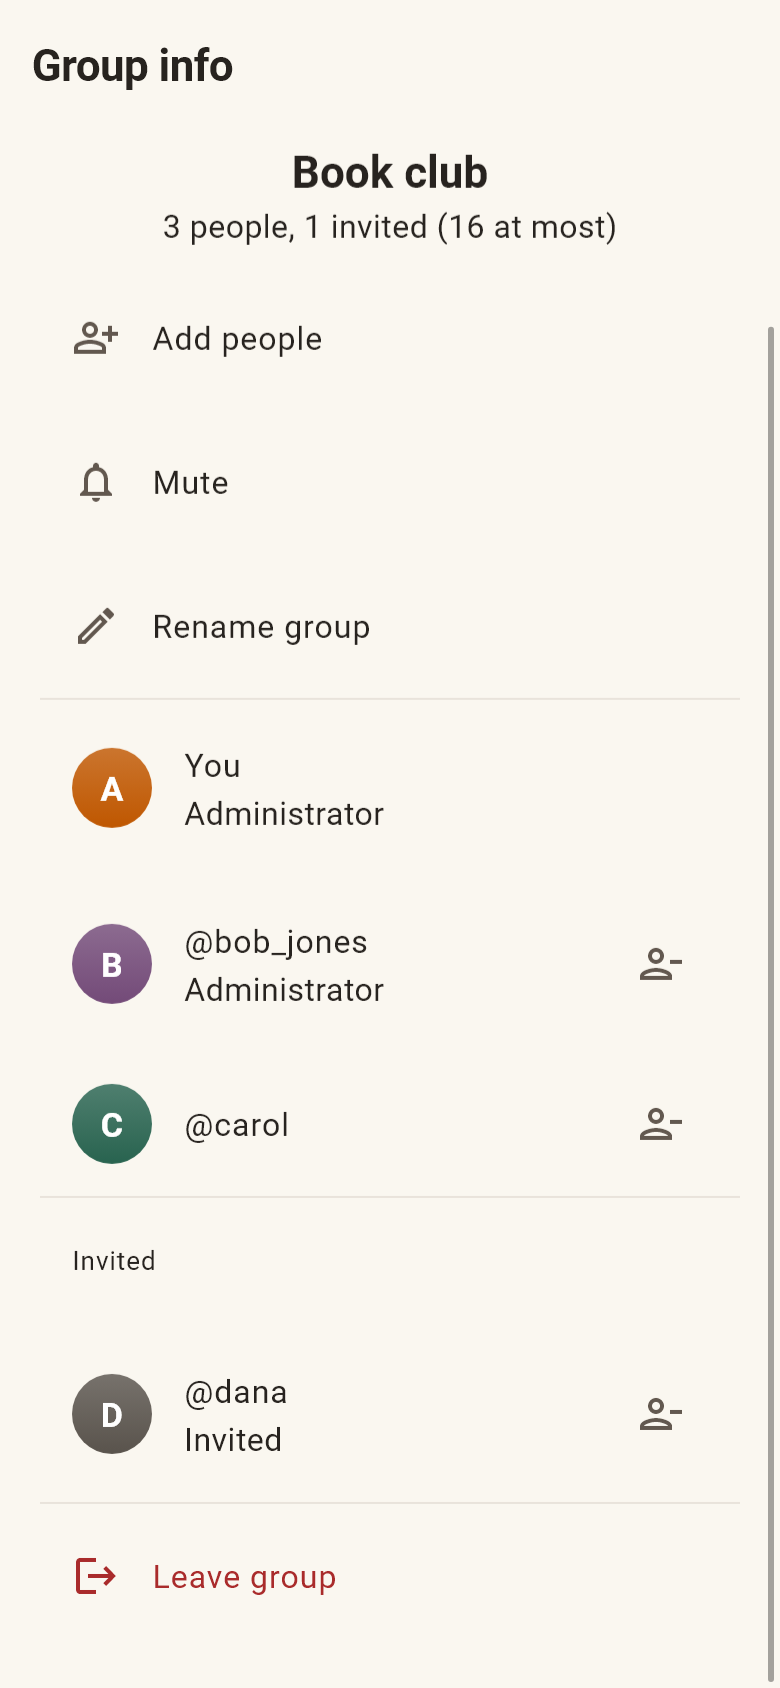 Group info
Book club
3 people, 1 invited (16 at most)
Add people
Mute
Rename group
A
You
Administrator
B
@bob_jones
Administrator
C
@carol
Invited
D
@dana
Invited
Leave group